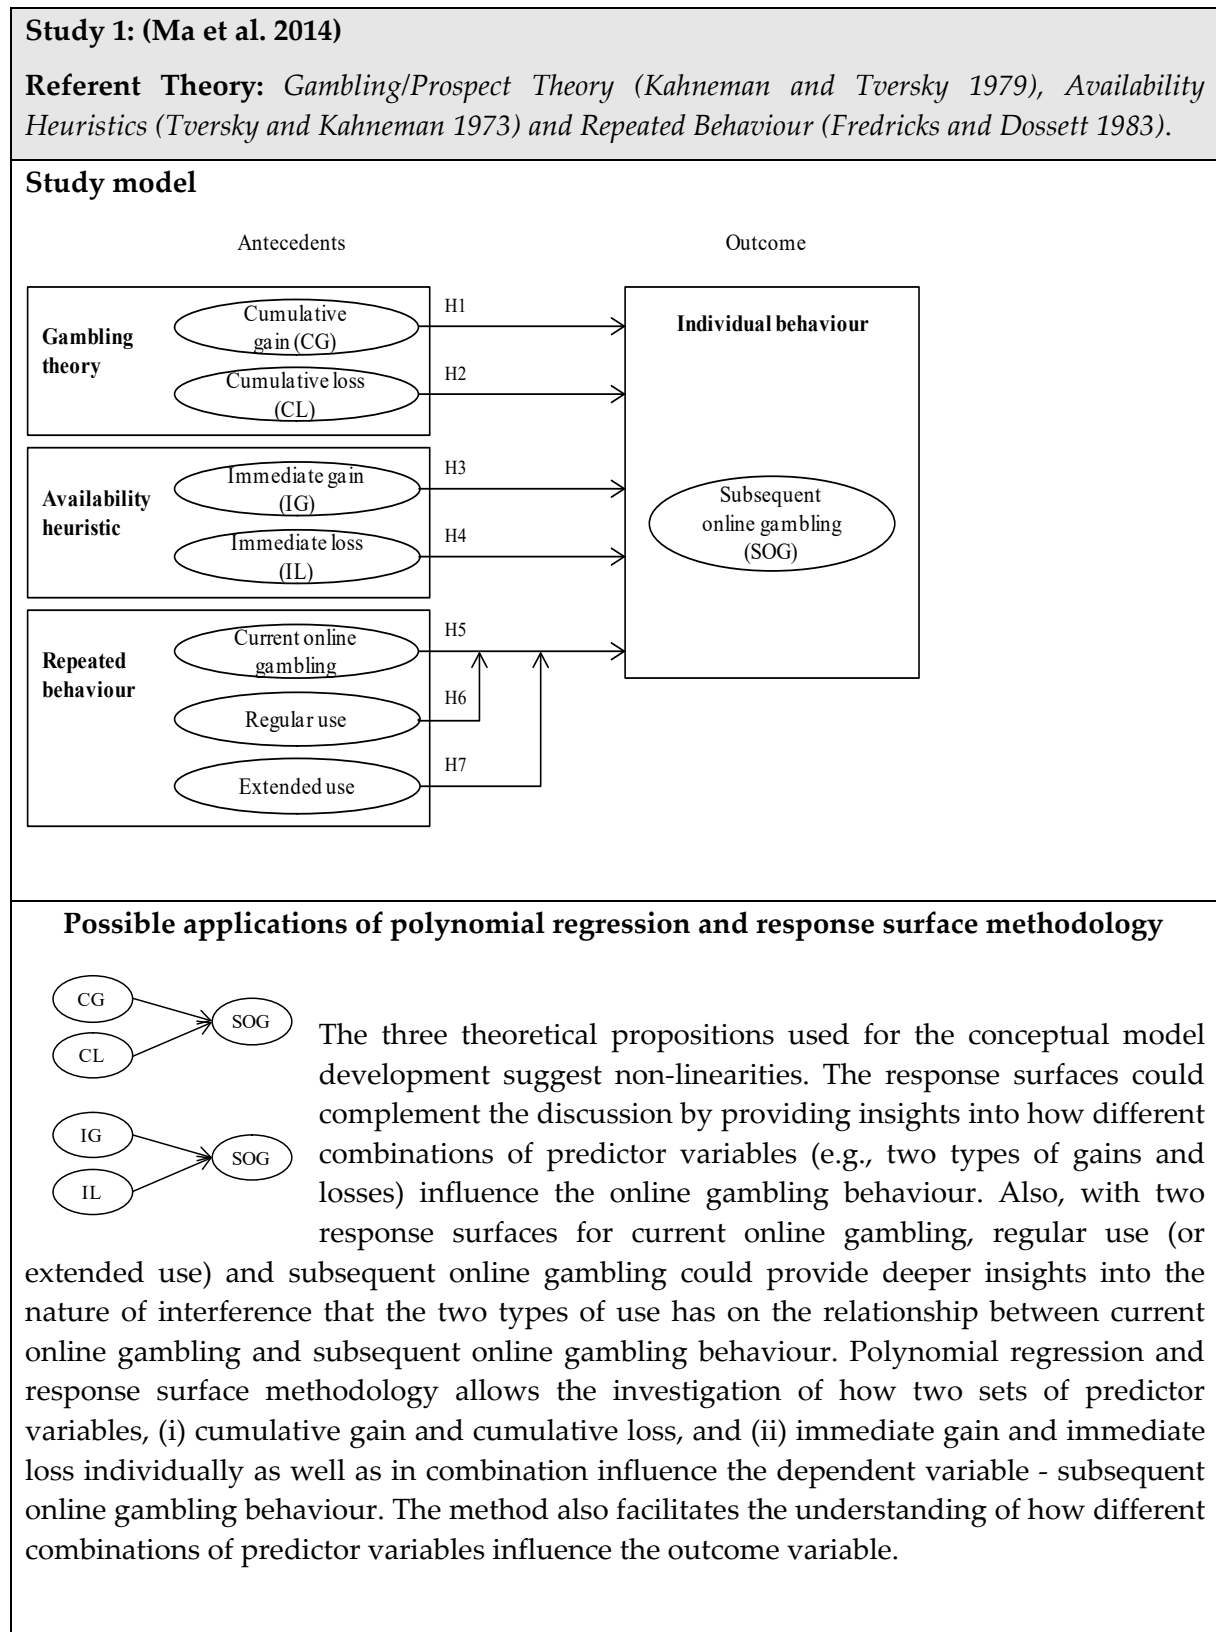 Study 1: (Ma et al. 2014)
Referent Theory: Gambling/Prospect Theory (Kahneman and Tversky 1979), Availability
Heuristics (Tversky and Kahneman 1973) and Repeated Behaviour (Fredricks and Dossett 1983).
Study model
Antecedents
Outcome
Gambling
theory
Cumulative
gain (CG)
H1
Cumulative loss
(CL)
H2
Availability
heuristic
Immediate gain
(IG)
H3
Immediate loss
(IL)
H4
Repeated
behaviour
Current online
gambling
H5
Regular use
H6
Extended use
H7
Individual behaviour
Subsequent
online gambling
(SOG)
Possible applications of polynomial regression and response surface methodology
CG
CL
SOG
IG
IL
SOG
The three theoretical propositions used for the conceptual model
development suggest non-linearities. The response surfaces could
complement the discussion by providing insights into how different
combinations of predictor variables (e.g., two types of gains and
losses) influence the online gambling behaviour. Also, with two
response surfaces for current online gambling, regular use (or
extended use) and subsequent online gambling could provide deeper insights into the
nature of interference that the two types of use has on the relationship between current
online gambling and subsequent online gambling behaviour. Polynomial regression and
response surface methodology allows the investigation of how two sets of predictor
variables, (i) cumulative gain and cumulative loss, and (ii) immediate gain and immediate
loss individually as well as in combination influence the dependent variable - subsequent
online gambling behaviour. The method also facilitates the understanding of how different
combinations of predictor variables influence the outcome variable.